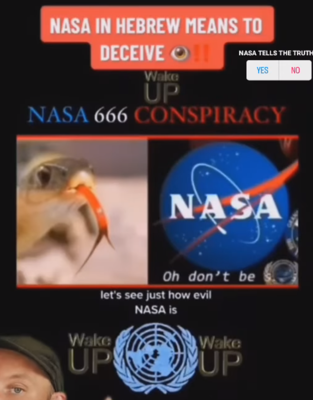 NASA IN HEBREW MEANS TO
DECEIVE
NASA TELLS THE TRUTH
YES NO
Wake
UP
NASA 666 CONSPIRACY
NASA
Oh don't be s
let's see just how evil
NASA is
Wake Wake
UP UP